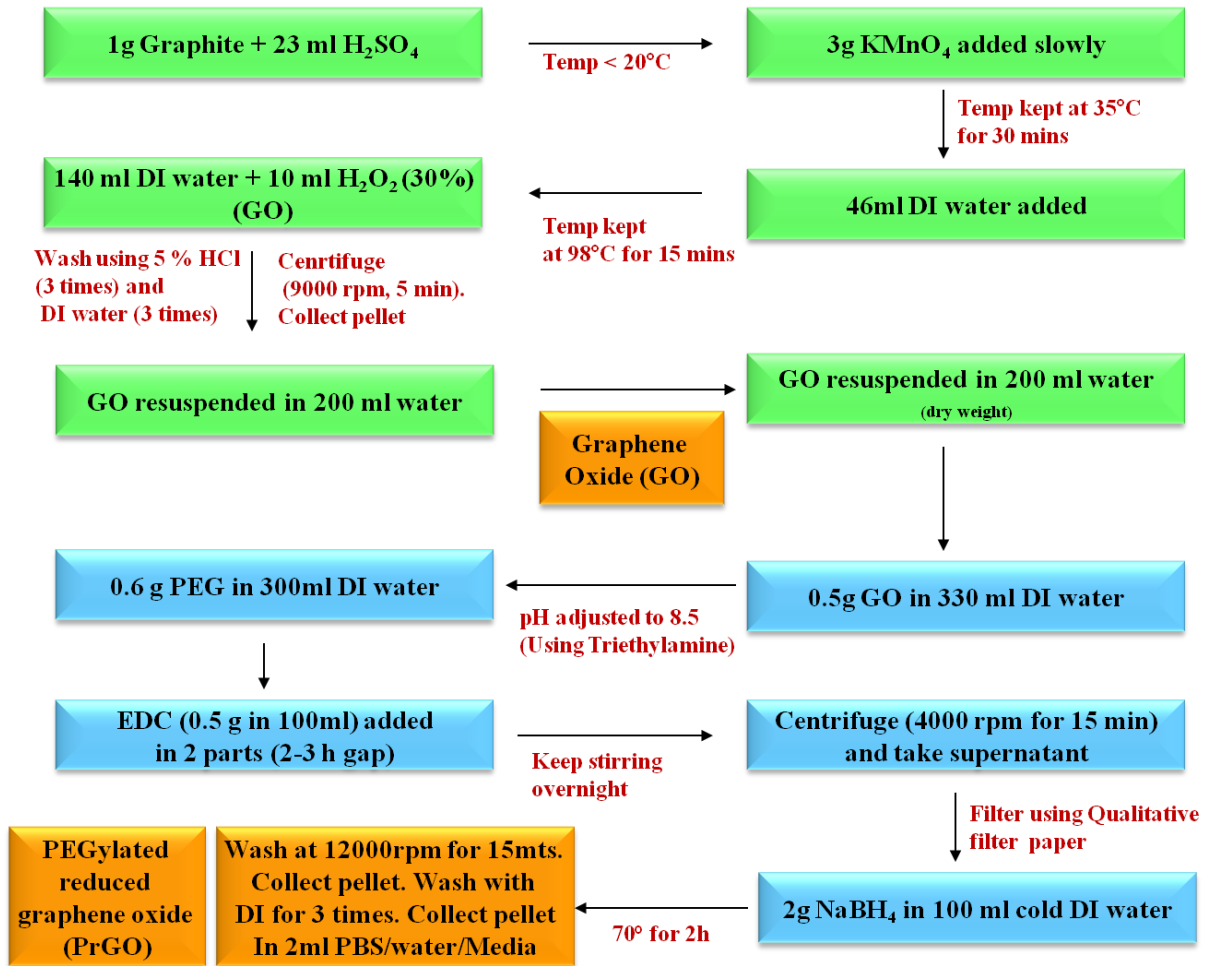 1g Graphite + 23 ml H₂SO₄
Temp < 20°C
3g KMnO₄ added slowly
Temp kept at 35°C
for 30 mins
46ml DI water added
Temp kept
at 98°C for 15 mins
140 ml DI water + 10 ml H₂O₂ (30%)
(GO)
Wash using 5 % HCl
(3 times) and
DI water (3 times)
Cenrtifuge
(9000 rpm, 5 min).
Collect pellet
GO resuspended in 200 ml water
Graphene
Oxide (GO)
GO resuspended in 200 ml water
(dry weight)
0.5g GO in 330 ml DI water
pH adjusted to 8.5
(Using Triethylamine)
0.6 g PEG in 300ml DI water
EDC (0.5 g in 100ml) added
in 2 parts (2-3 h gap)
Keep stirring
overnight
Centrifuge (4000 rpm for 15 min)
and take supernatant
Filter using Qualitative
filter paper
2g NaBH₄ in 100 ml cold DI water
70° for 2h
Wash at 12000rpm for 15mts.
Collect pellet. Wash with
DI for 3 times. Collect pellet
In 2ml PBS/water/Media
PEGylated
reduced
graphene oxide
(PrGO)